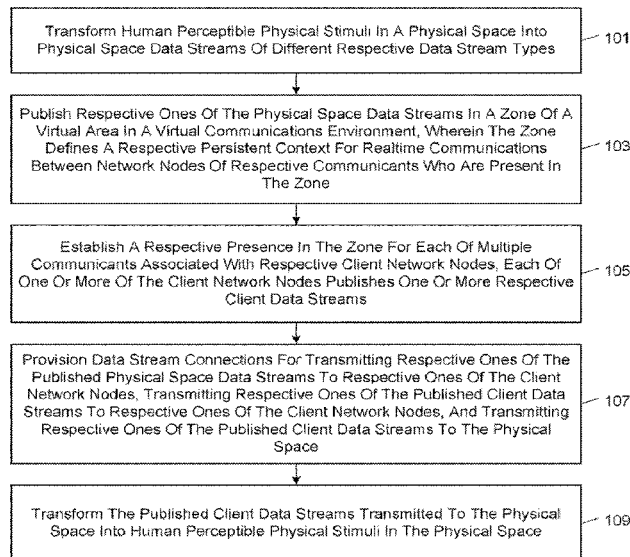 Transform Human Perceptible Physical Stimuli In A Physical Space Into
Physical Space Data Streams Of Different Respective Data Stream Types
101
Publish Respective Ones Of The Physical Space Data Streams In A Zone Of A
Virtual Area In A Virtual Communications Environment, Wherein The Zone
Defines A Respective Persistent Context For Realtime Communications
Between Network Nodes Of Respective Communicants Who Are Present In
The Zone
103
Establish A Respective Presence In The Zone For Each Of Multiple
Communicants Associated With Respective Client Network Nodes, Each Of
One Or More Of The Client Network Nodes Publishes One Or More Respective
Client Data Streams
105
Provision Data Stream Connections For Transmitting Respective Ones Of The
Published Physical Space Data Streams To Respective Ones Of The Client
Network Nodes, Transmitting Respective Ones Of The Published Client Data
Streams To Respective Ones Of The Client Network Nodes, And Transmitting
Respective Ones Of The Published Client Data Streams To The Physical
Space
107
Transform The Published Client Data Streams Transmitted To The Physical
Space Into Human Perceptible Physical Stimuli In The Physical Space
109